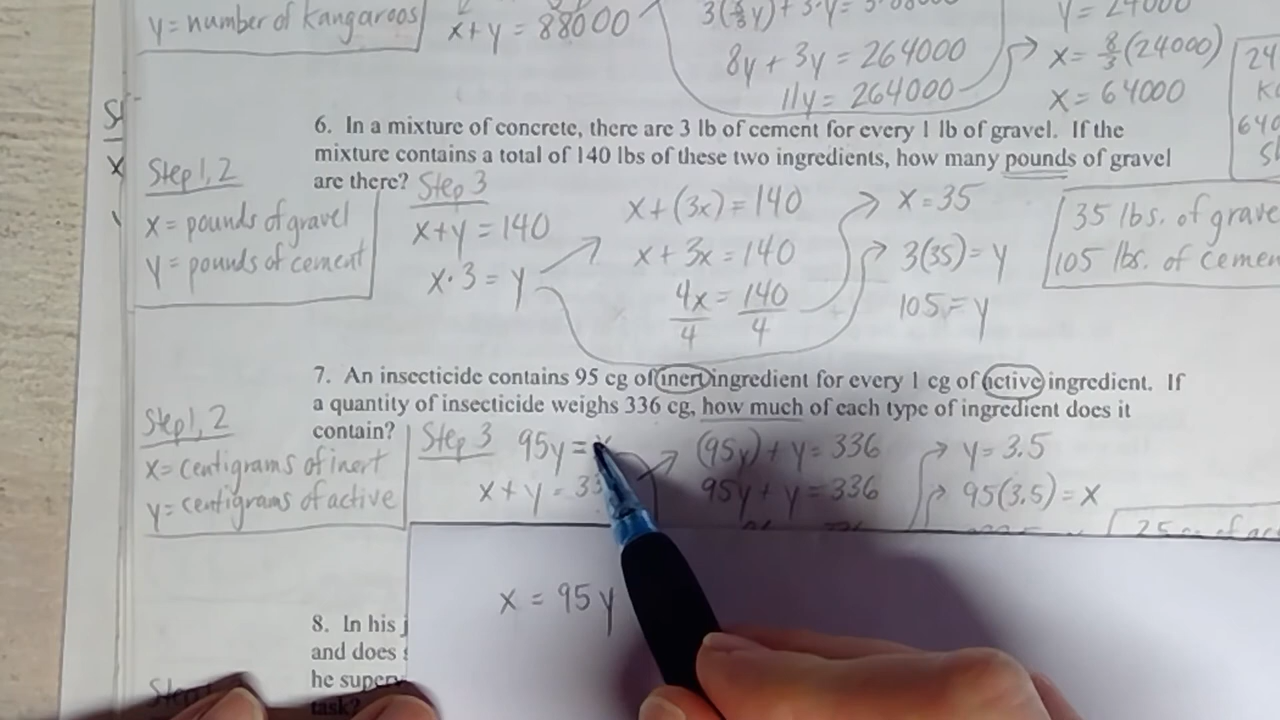 y = number of kangaroos
x+y = 88000
8y + 3y = 264000
11y = 264000
y = 24000
x = 8/3 (24000)
x = 64000
6. In a mixture of concrete, there are 3 lb of cement for every 1 lb of gravel. If the
mixture contains a total of 140 lbs of these two ingredients, how many pounds of gravel
are there?
Step 1, 2
x = pounds of gravel
y = pounds of cement
Step 3
x+y = 140
x·3 = y
x+(3x) = 140
x + 3x = 140
4x/4 = 140/4
x = 35
3(35) = y
105 = y
35 lbs. of grave
105 lbs. of cemen
7. An insecticide contains 95 cg of inert ingredient for every 1 cg of active ingredient. If
a quantity of insecticide weighs 336 cg, how much of each type of ingredient does it
contain?
Step 1, 2
x = centigrams of inert
y = centigrams of active
Step 3
95y =
x + y = 33
(95y) + y = 336
95y + y = 336
y = 3.5
95(3.5) = x
x = 95y
8. In his
and does
he superv
task?